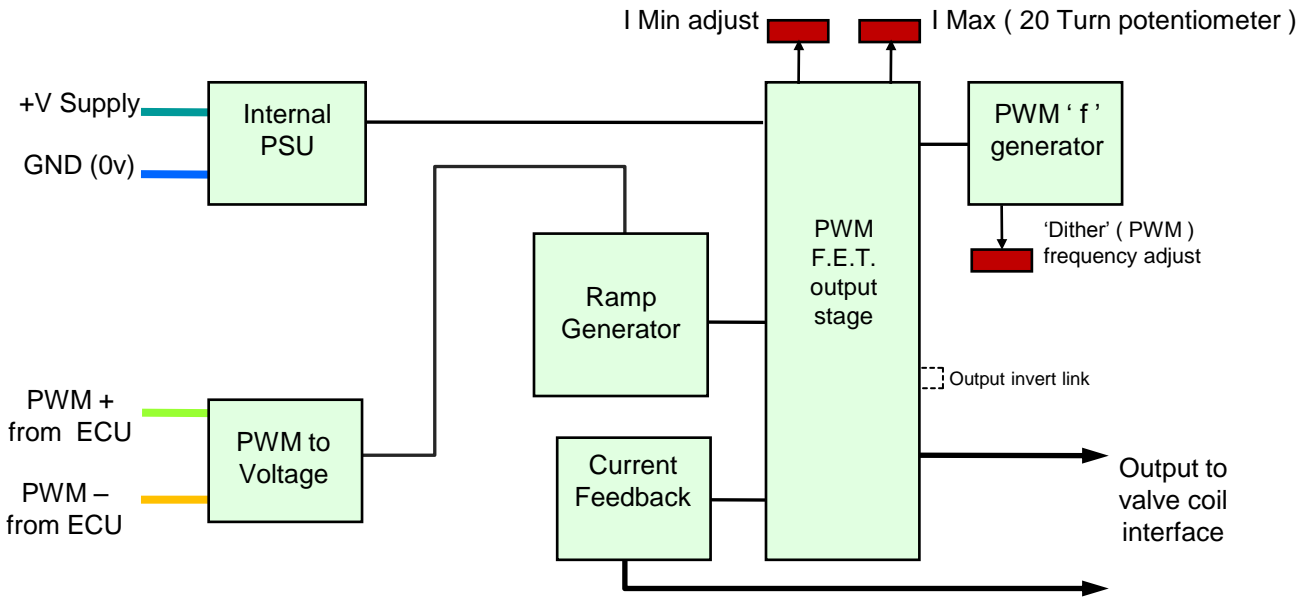 I Min adjust
I Max ( 20 Turn potentiometer )
+V Supply
GND (0v)
Internal
PSU
PWM ‘ f ’
generator
‘Dither’ ( PWM )
frequency adjust
PWM
F.E.T.
output
stage
Ramp
Generator
Output invert link
PWM +
from ECU
PWM –
from ECU
PWM to
Voltage
Current
Feedback
Output to
valve coil
interface